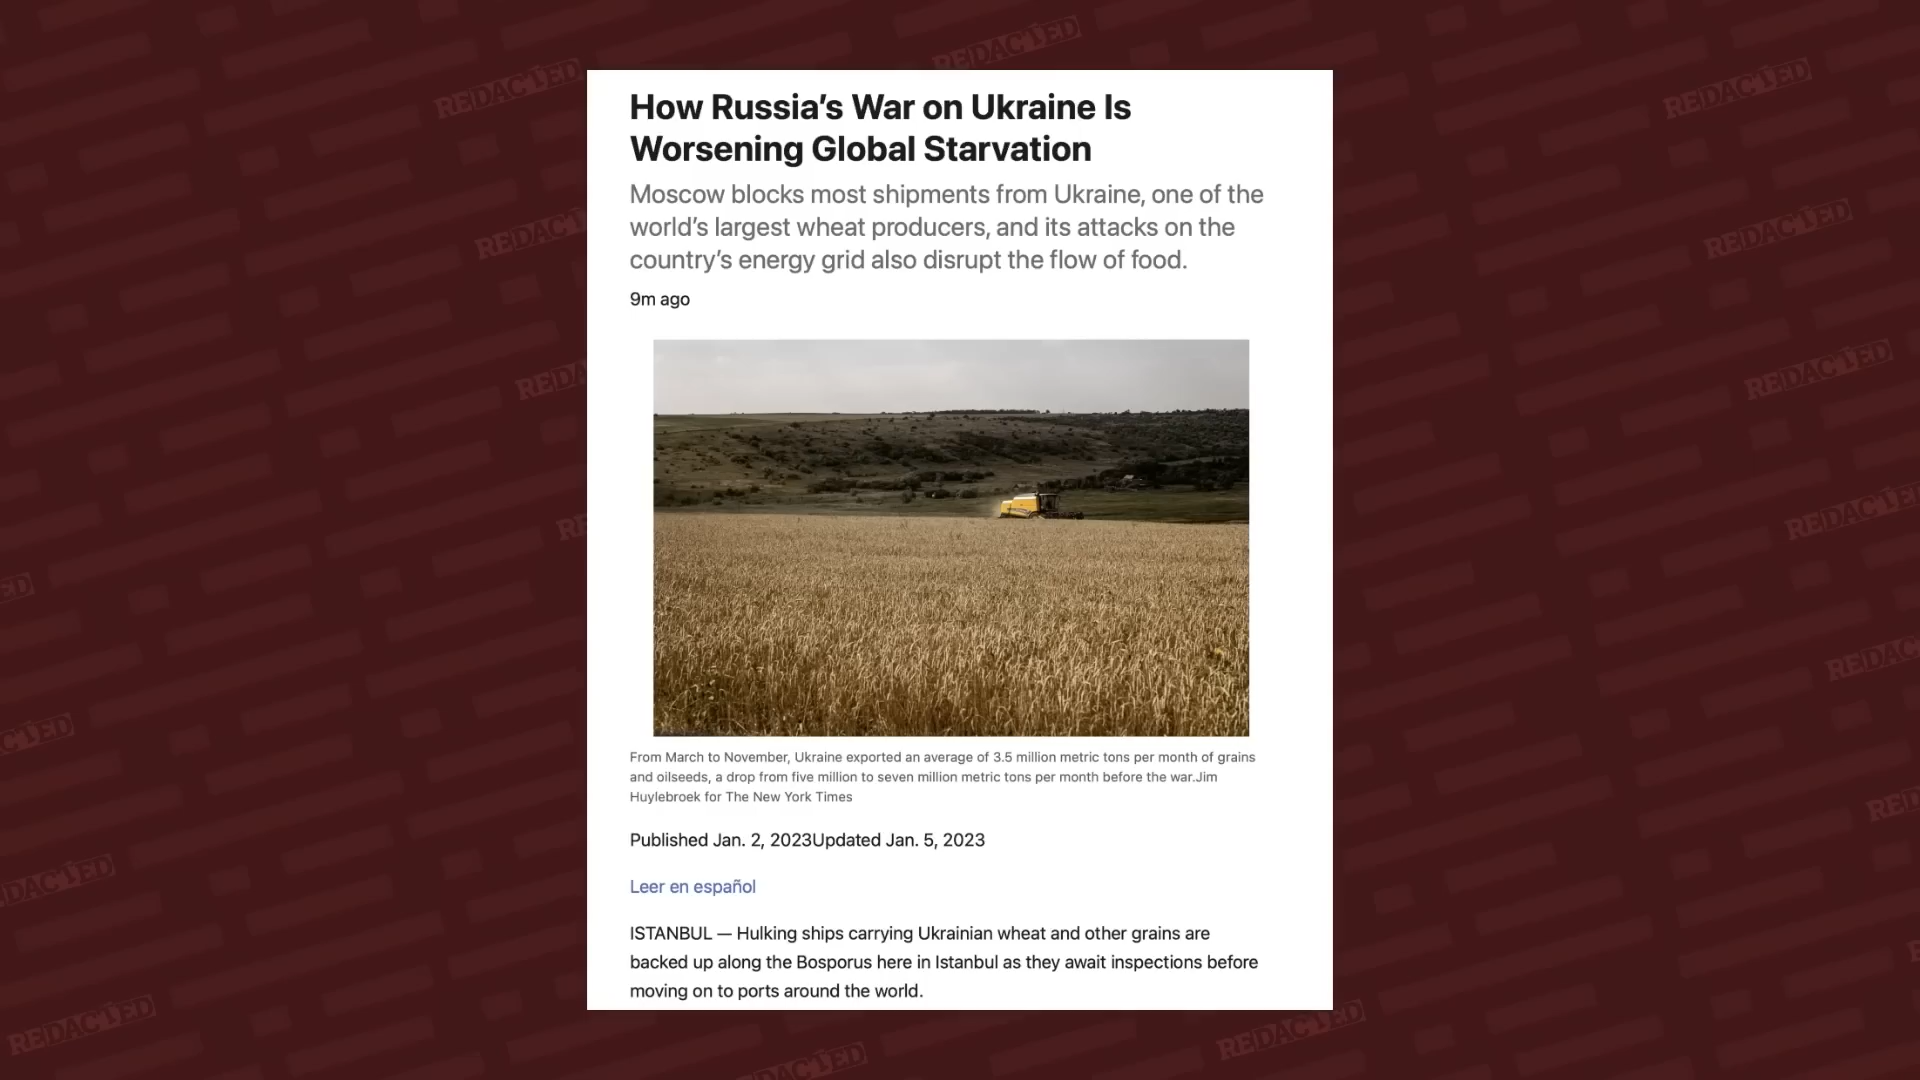 How Russia’s War on Ukraine Is
Worsening Global Starvation
Moscow blocks most shipments from Ukraine, one of the
world’s largest wheat producers, and its attacks on the
country’s energy grid also disrupt the flow of food.
9m ago
From March to November, Ukraine exported an average of 3.5 million metric tons per month of grains
and oilseeds, a drop from five million to seven million metric tons per month before the war.Jim
Huylebroek for The New York Times
Published Jan. 2, 2023Updated Jan. 5, 2023
Leer en español
ISTANBUL — Hulking ships carrying Ukrainian wheat and other grains are
backed up along the Bosporus here in Istanbul as they await inspections before
moving on to ports around the world.
REDACTED
REDACTED
REDACTED
REDACTED
REDACTED
REDACTED
REDACTED
REDACTED
REDACTED